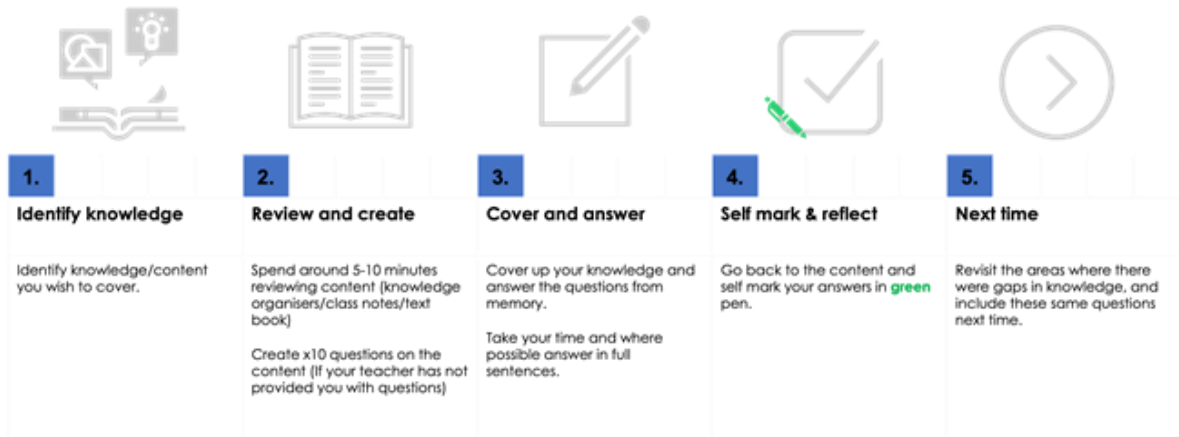 1.
Identify knowledge
Identify knowledge/content
you wish to cover.
2.
Review and create
Spend around 5-10 minutes
reviewing content (knowledge
organisers/class notes/text
book)
Create x10 questions on the
content (If your teacher has not
provided you with questions)
3.
Cover and answer
Cover up your knowledge and
answer the questions from
memory.
Take your time and where
possible answer in full
sentences.
4.
Self mark & reflect
Go back to the content and
self mark your answers in green
pen.
5.
Next time
Revisit the areas where there
were gaps in knowledge, and
include these same questions
next time.